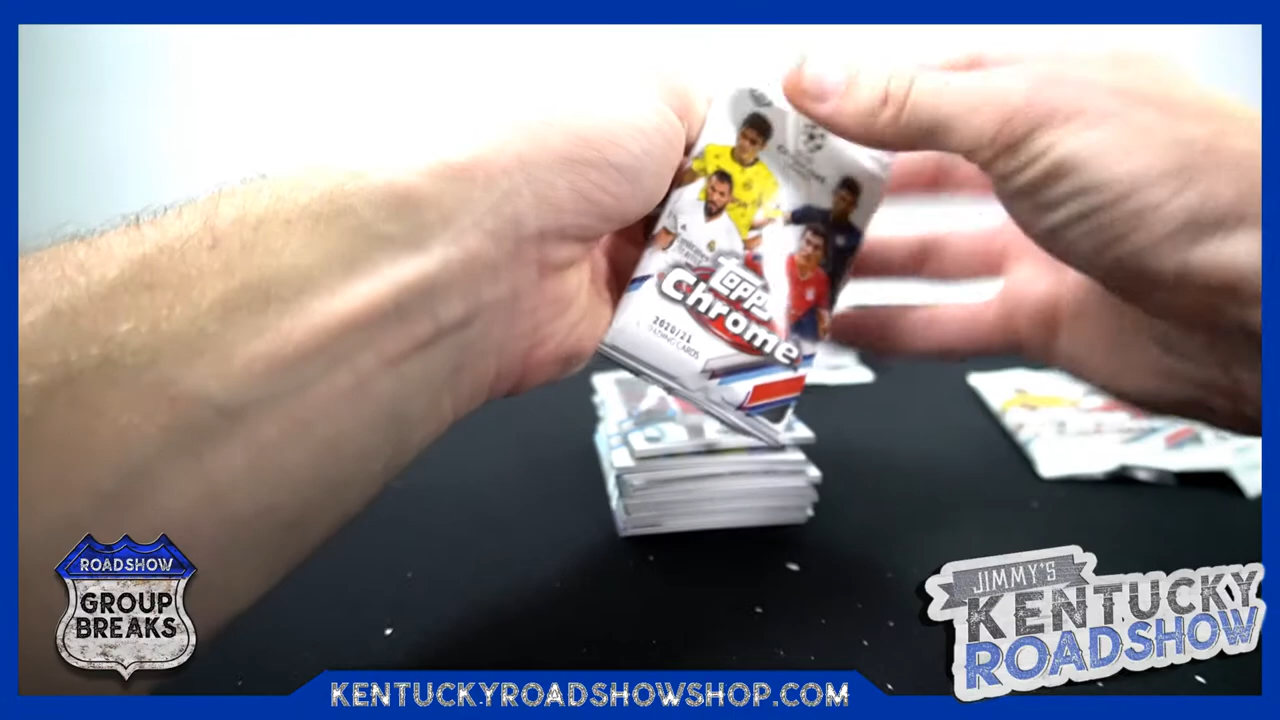 Topps
Chrome
2020/21
TRADING CARDS
ROADSHOW
GROUP
BREAKS
JIMMY'S
KENTUCKY
ROADSHOW
KENTUCKYROADSHOWSHOP.COM